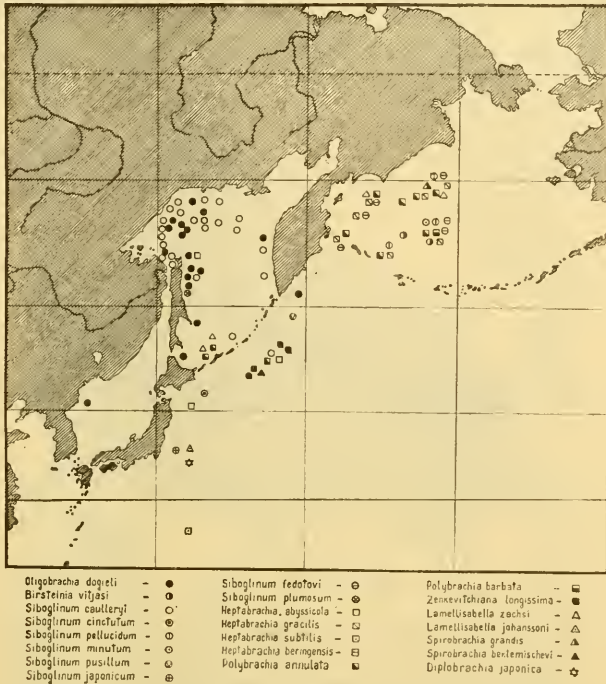 Oligobrachia dogieli -
Birsteinia vitjasi -
Siboglinum caulleryi -
Siboglinum cinctutum -
Siboglinum pellucidum -
Siboglinum minutum -
Siboglinum pusillum -
Siboglinum japonicum -
Siboglinum fedotovi -
Siboglinum plumosum -
Heptabrachia, abyssicola -
Heptabrachia gracilis -
Heptabrachia subtilis -
Heptabrachia beringensis -
Polybrachia annulata -
Polybrachia barbata -
Zenkevitchiana longissima -
Lamellisabella zachsi -
Lamellisabella johanssoni -
Spirobrachia grandis -
Spirobrachia beklemischevi -
Diplobrachia japonica -